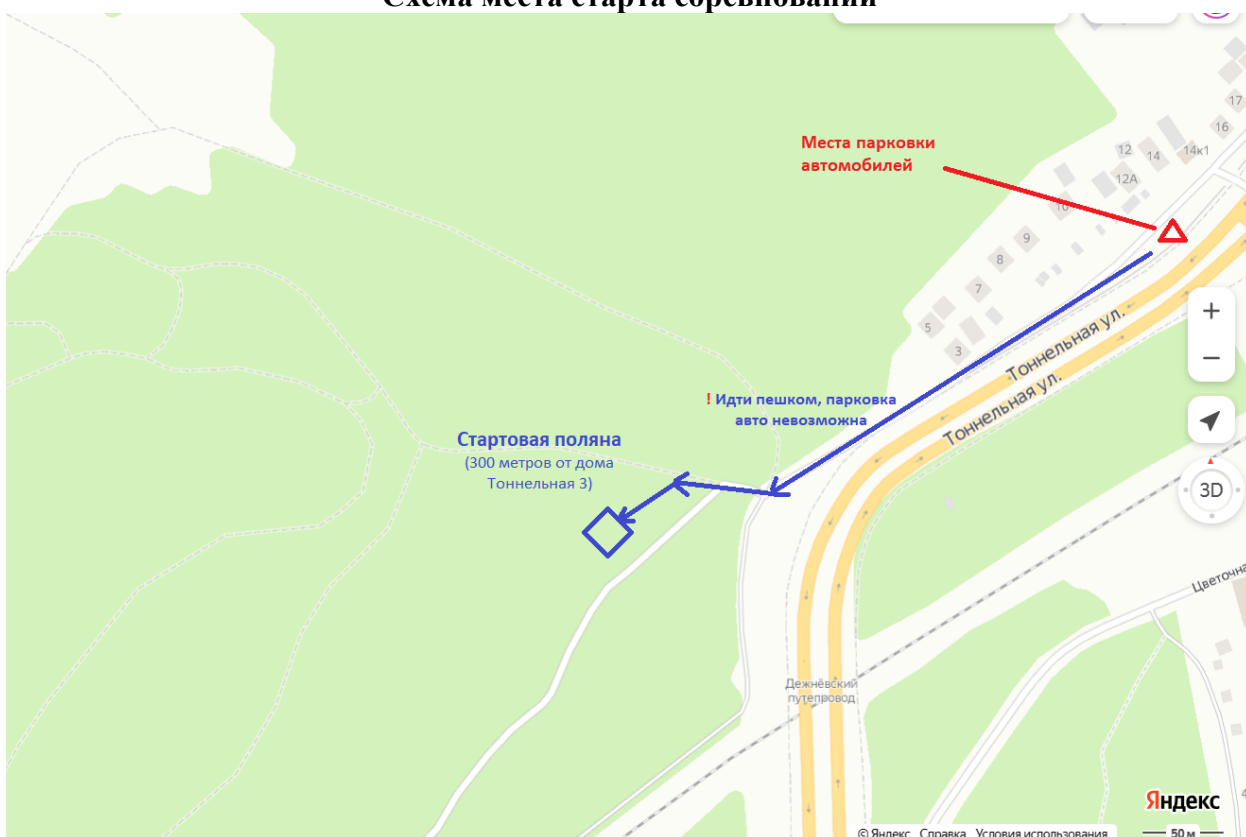 Схема места старта соревнований
17
16
Места парковки
автомобилей
12
14
14к1
12А
10
9
8
7
5
3
+
Тоннельная ул.
−
Тоннельная ул.
! Идти пешком, парковка
авто невозможна
Стартовая поляна
(300 метров от дома
Тоннельная 3)
3D
Цветочна
Дежнёвский
путепровод
Яндекс
4
© Яндекс Справка Условия использования
50 м